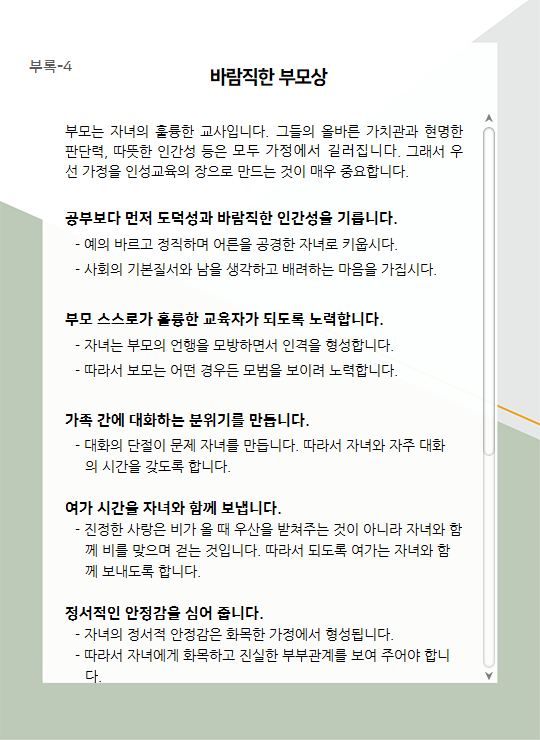 부록-4
바람직한 부모상
부모는 자녀의 훌륭한 교사입니다. 그들의 올바른 가치관과 현명한
판단력, 따뜻한 인간성 등은 모두 가정에서 길러집니다. 그래서 우
선 가정을 인성교육의 장으로 만드는 것이 매우 중요합니다.
공부보다 먼저 도덕성과 바람직한 인간성을 기릅니다.
- 예의 바르고 정직하며 어른을 공경한 자녀로 키웁시다.
- 사회의 기본질서와 남을 생각하고 배려하는 마음을 가집시다.
부모 스스로가 훌륭한 교육자가 되도록 노력합니다.
- 자녀는 부모의 언행을 모방하면서 인격을 형성합니다.
- 따라서 보모는 어떤 경우든 모범을 보이려 노력합니다.
가족 간에 대화하는 분위기를 만듭니다.
- 대화의 단절이 문제 자녀를 만듭니다. 따라서 자녀와 자주 대화
의 시간을 갖도록 합니다.
여가 시간을 자녀와 함께 보냅니다.
- 진정한 사랑은 비가 올 때 우산을 받쳐주는 것이 아니라 자녀와 함
께 비를 맞으며 걷는 것입니다. 따라서 되도록 여가는 자녀와 함
께 보내도록 합니다.
정서적인 안정감을 심어 줍니다.
- 자녀의 정서적 안정감은 화목한 가정에서 형성됩니다.
- 따라서 자녀에게 화목하고 진실한 부부관계를 보여 주어야 합니
다.